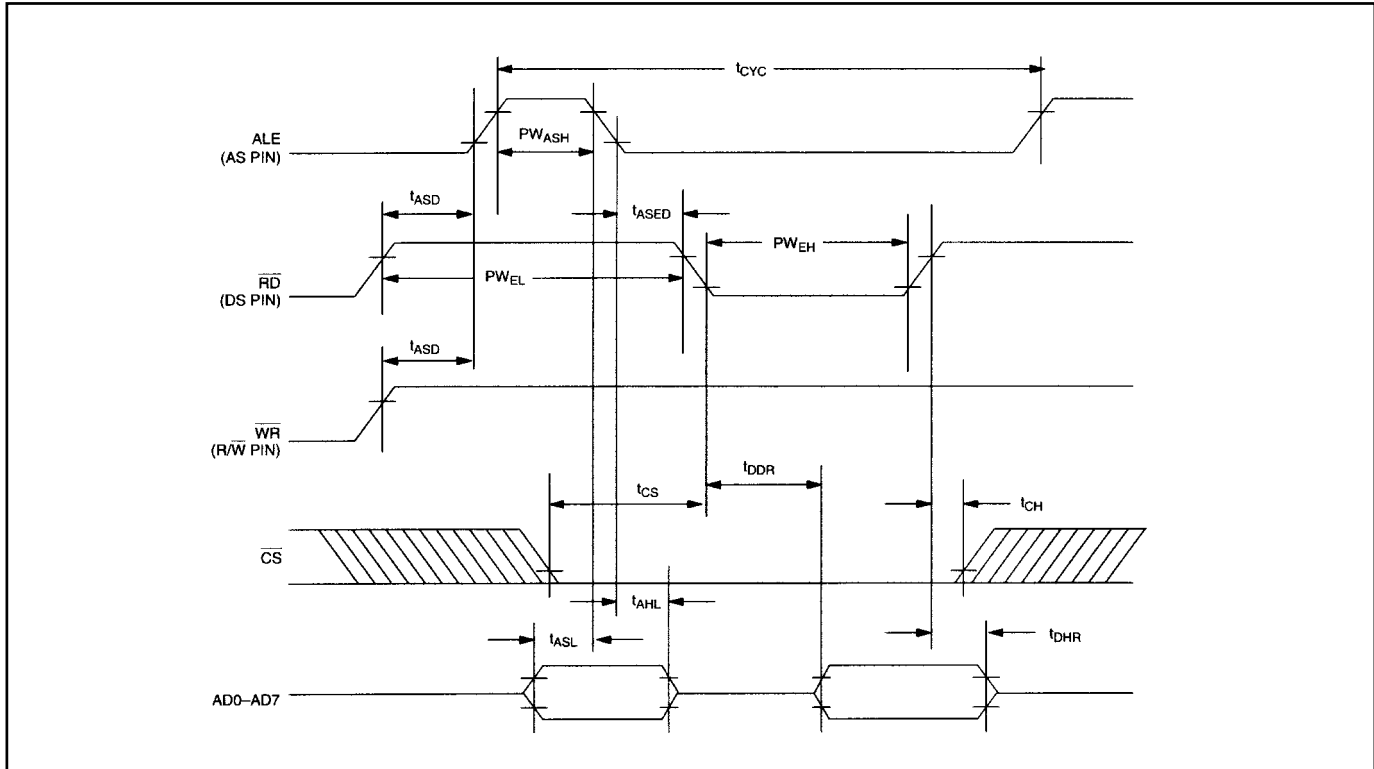 tCYC
ALE
(AS PIN)
PWASH
tASD
tASED
PWEH
RD
(DS PIN)
PWEL
tASD
WR
(R/W PIN)
tDDR
tCS
tCH
CS
tAHL
tASL
tDHR
AD0–AD7